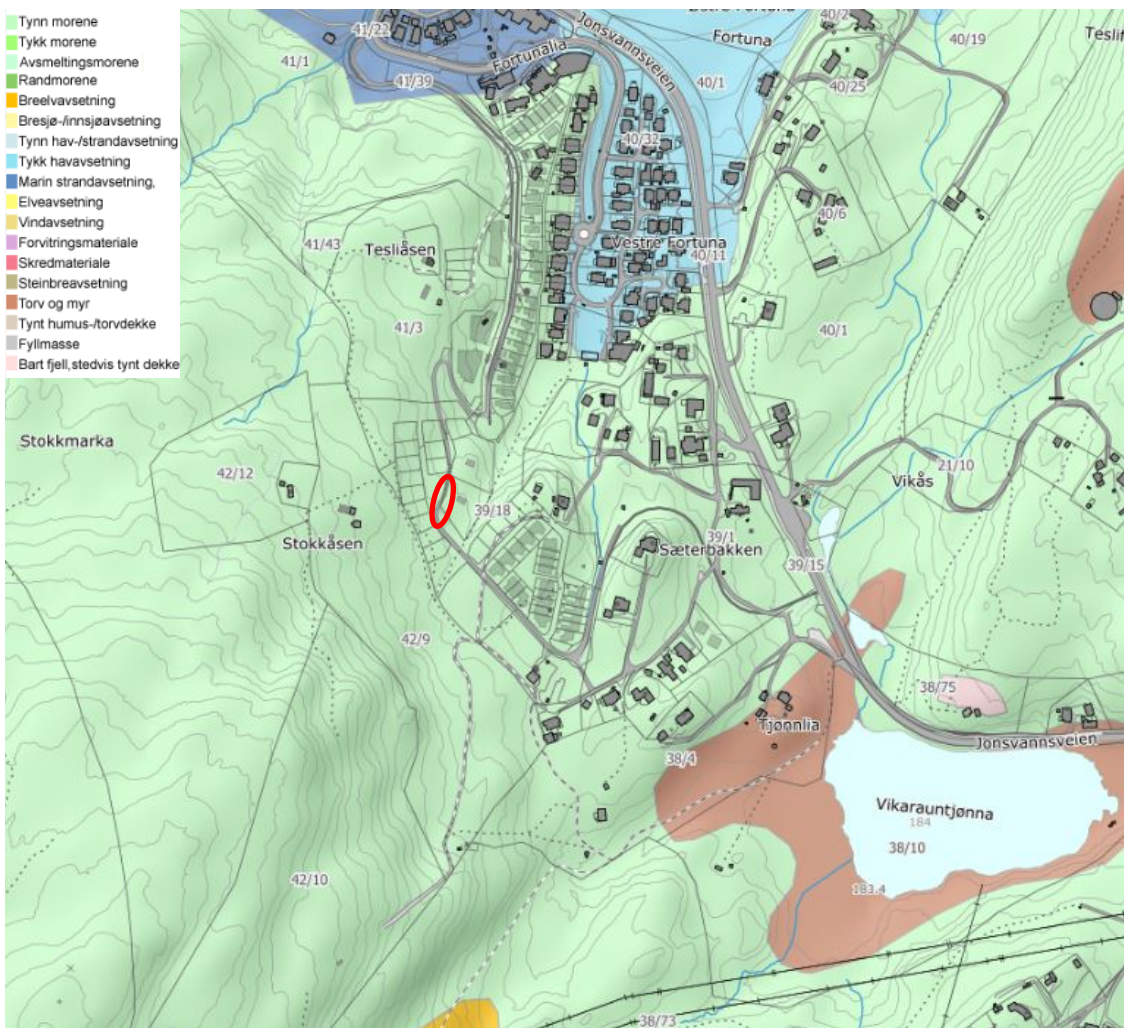 Tynn morene
Tykk morene
Avsmeltingsmorene
Randmorene
Breelvavsetning
Bresjø-/innsjøavsetning
Tynn hav-/strandavsetning
Tykk havavsetning
Marin strandavsetning,
Elveavsetning
Vindavsetning
Forvitringsmateriale
Skredmateriale
Steinbreavsetning
Torv og myr
Tynt humus-/torvdekke
Fyllmasse
Bart fjell,stedvis tynt dekke
41/22
Jonsvannsveien
Fortuna
40/2
40/19
41/1
Fortunalia
41/39
40/1
40/25
40/32
40/6
41/43
Tesliåsen
Vestre Fortuna
40/11
41/3
40/1
Stokkmarka
42/12
21/10
Vikås
39/18
Stokkåsen
39/1
Sæterbakken
39/15
42/9
38/75
Tjønnlia
Jonsvannsveien
38/4
Vikarauntjønna
184
38/10
42/10
183.4
38/73